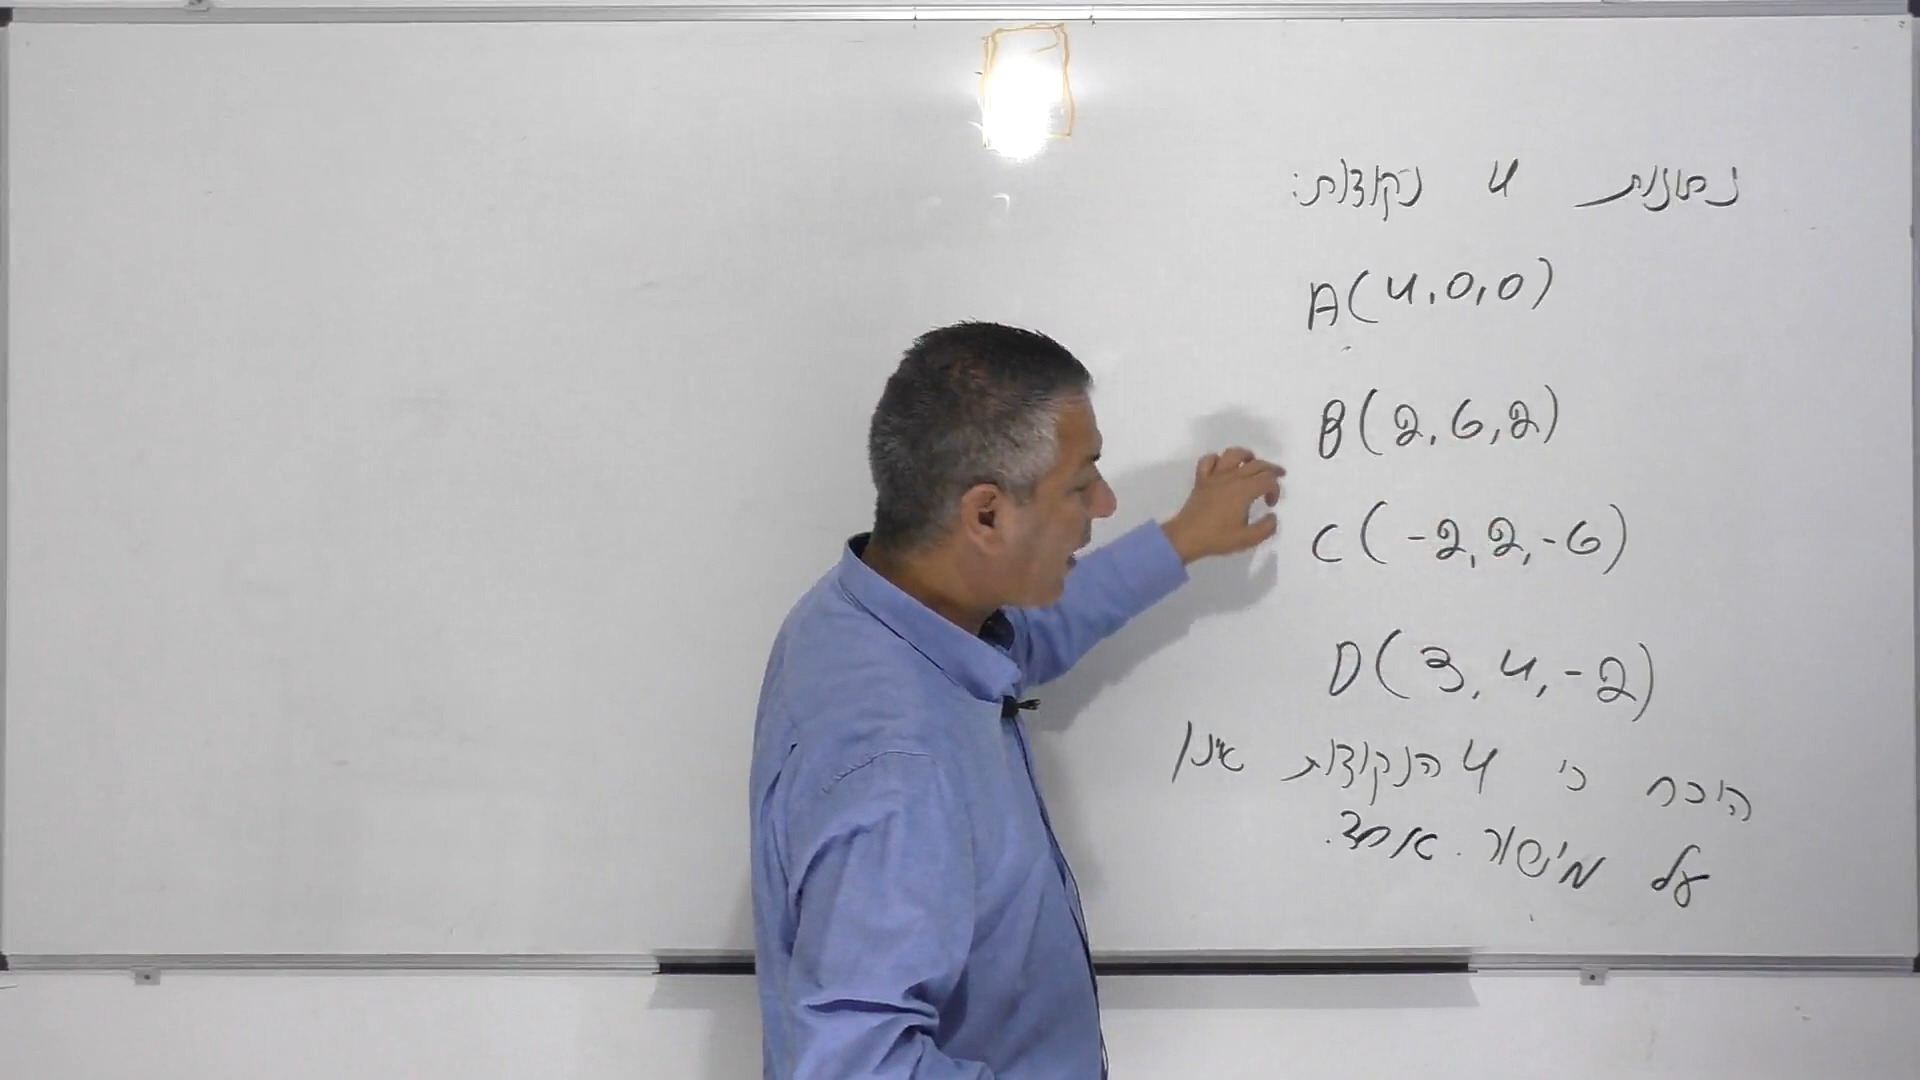 נתונות 4 נקודות:
A(4,0,0)
B(2,6,2)
C(-2,2,-6)
D(3,4,-2)
הוכח כי 4 הנקודות אינן
על מישור אחד.